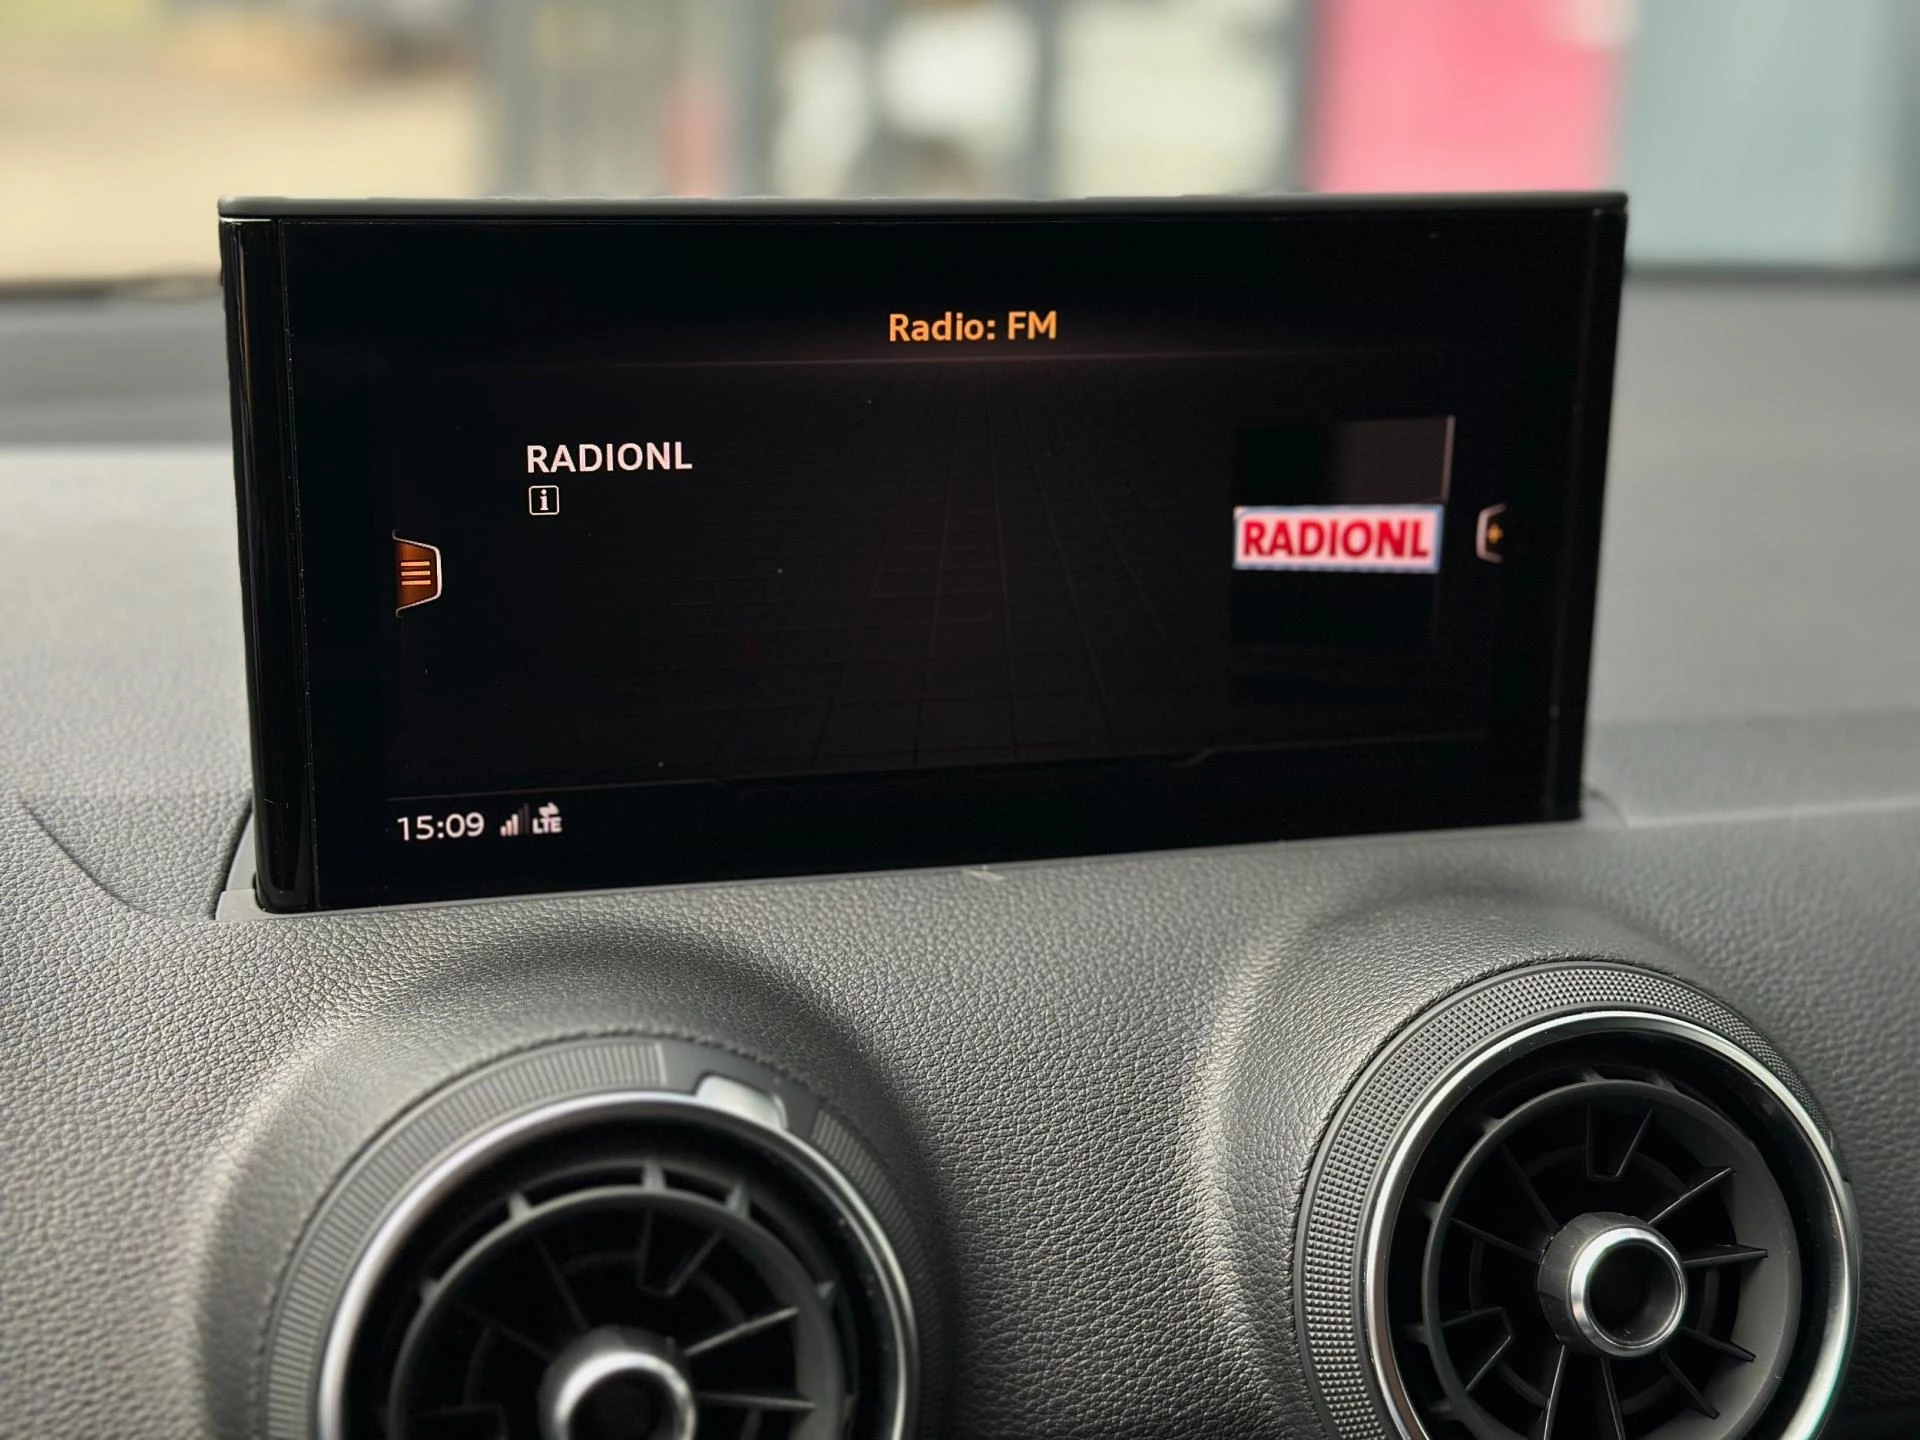 Radio: FM
RADIONL
i
RADIONL
15:09 LTE